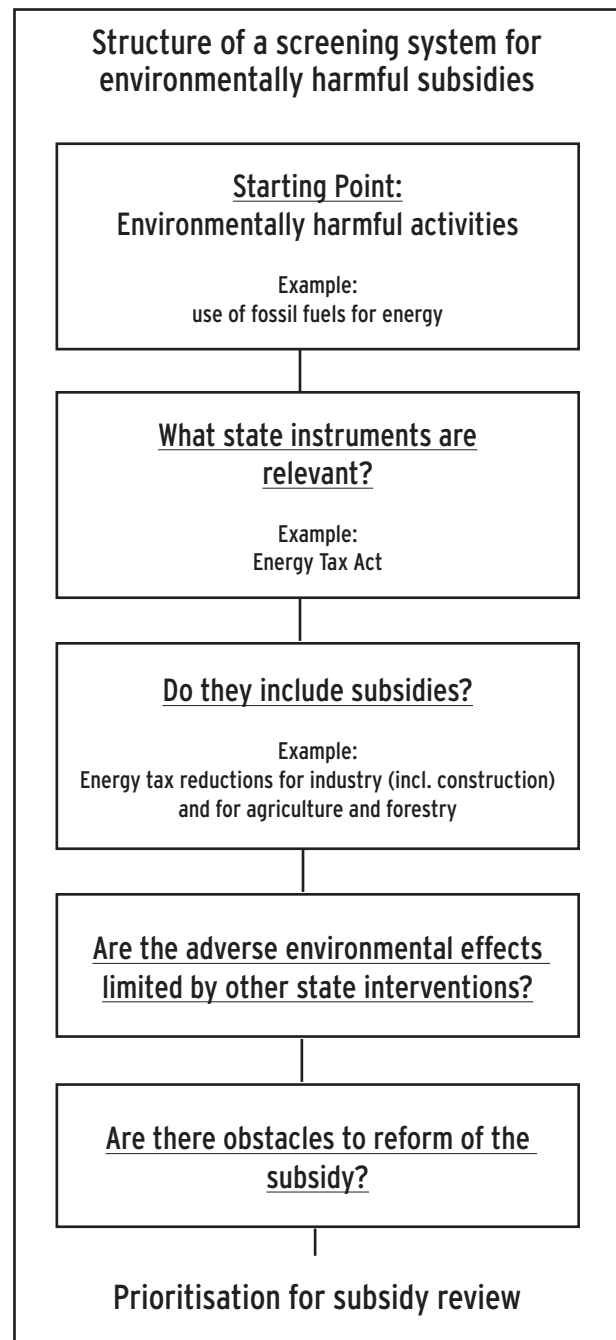 Structure of a screening system for
environmentally harmful subsidies
Starting Point:
Environmentally harmful activities
Example:
use of fossil fuels for energy
What state instruments are
relevant?
Example:
Energy Tax Act
Do they include subsidies?
Example:
Energy tax reductions for industry (incl. construction)
and for agriculture and forestry
Are the adverse environmental effects
limited by other state interventions?
Are there obstacles to reform of the
subsidy?
Prioritisation for subsidy review